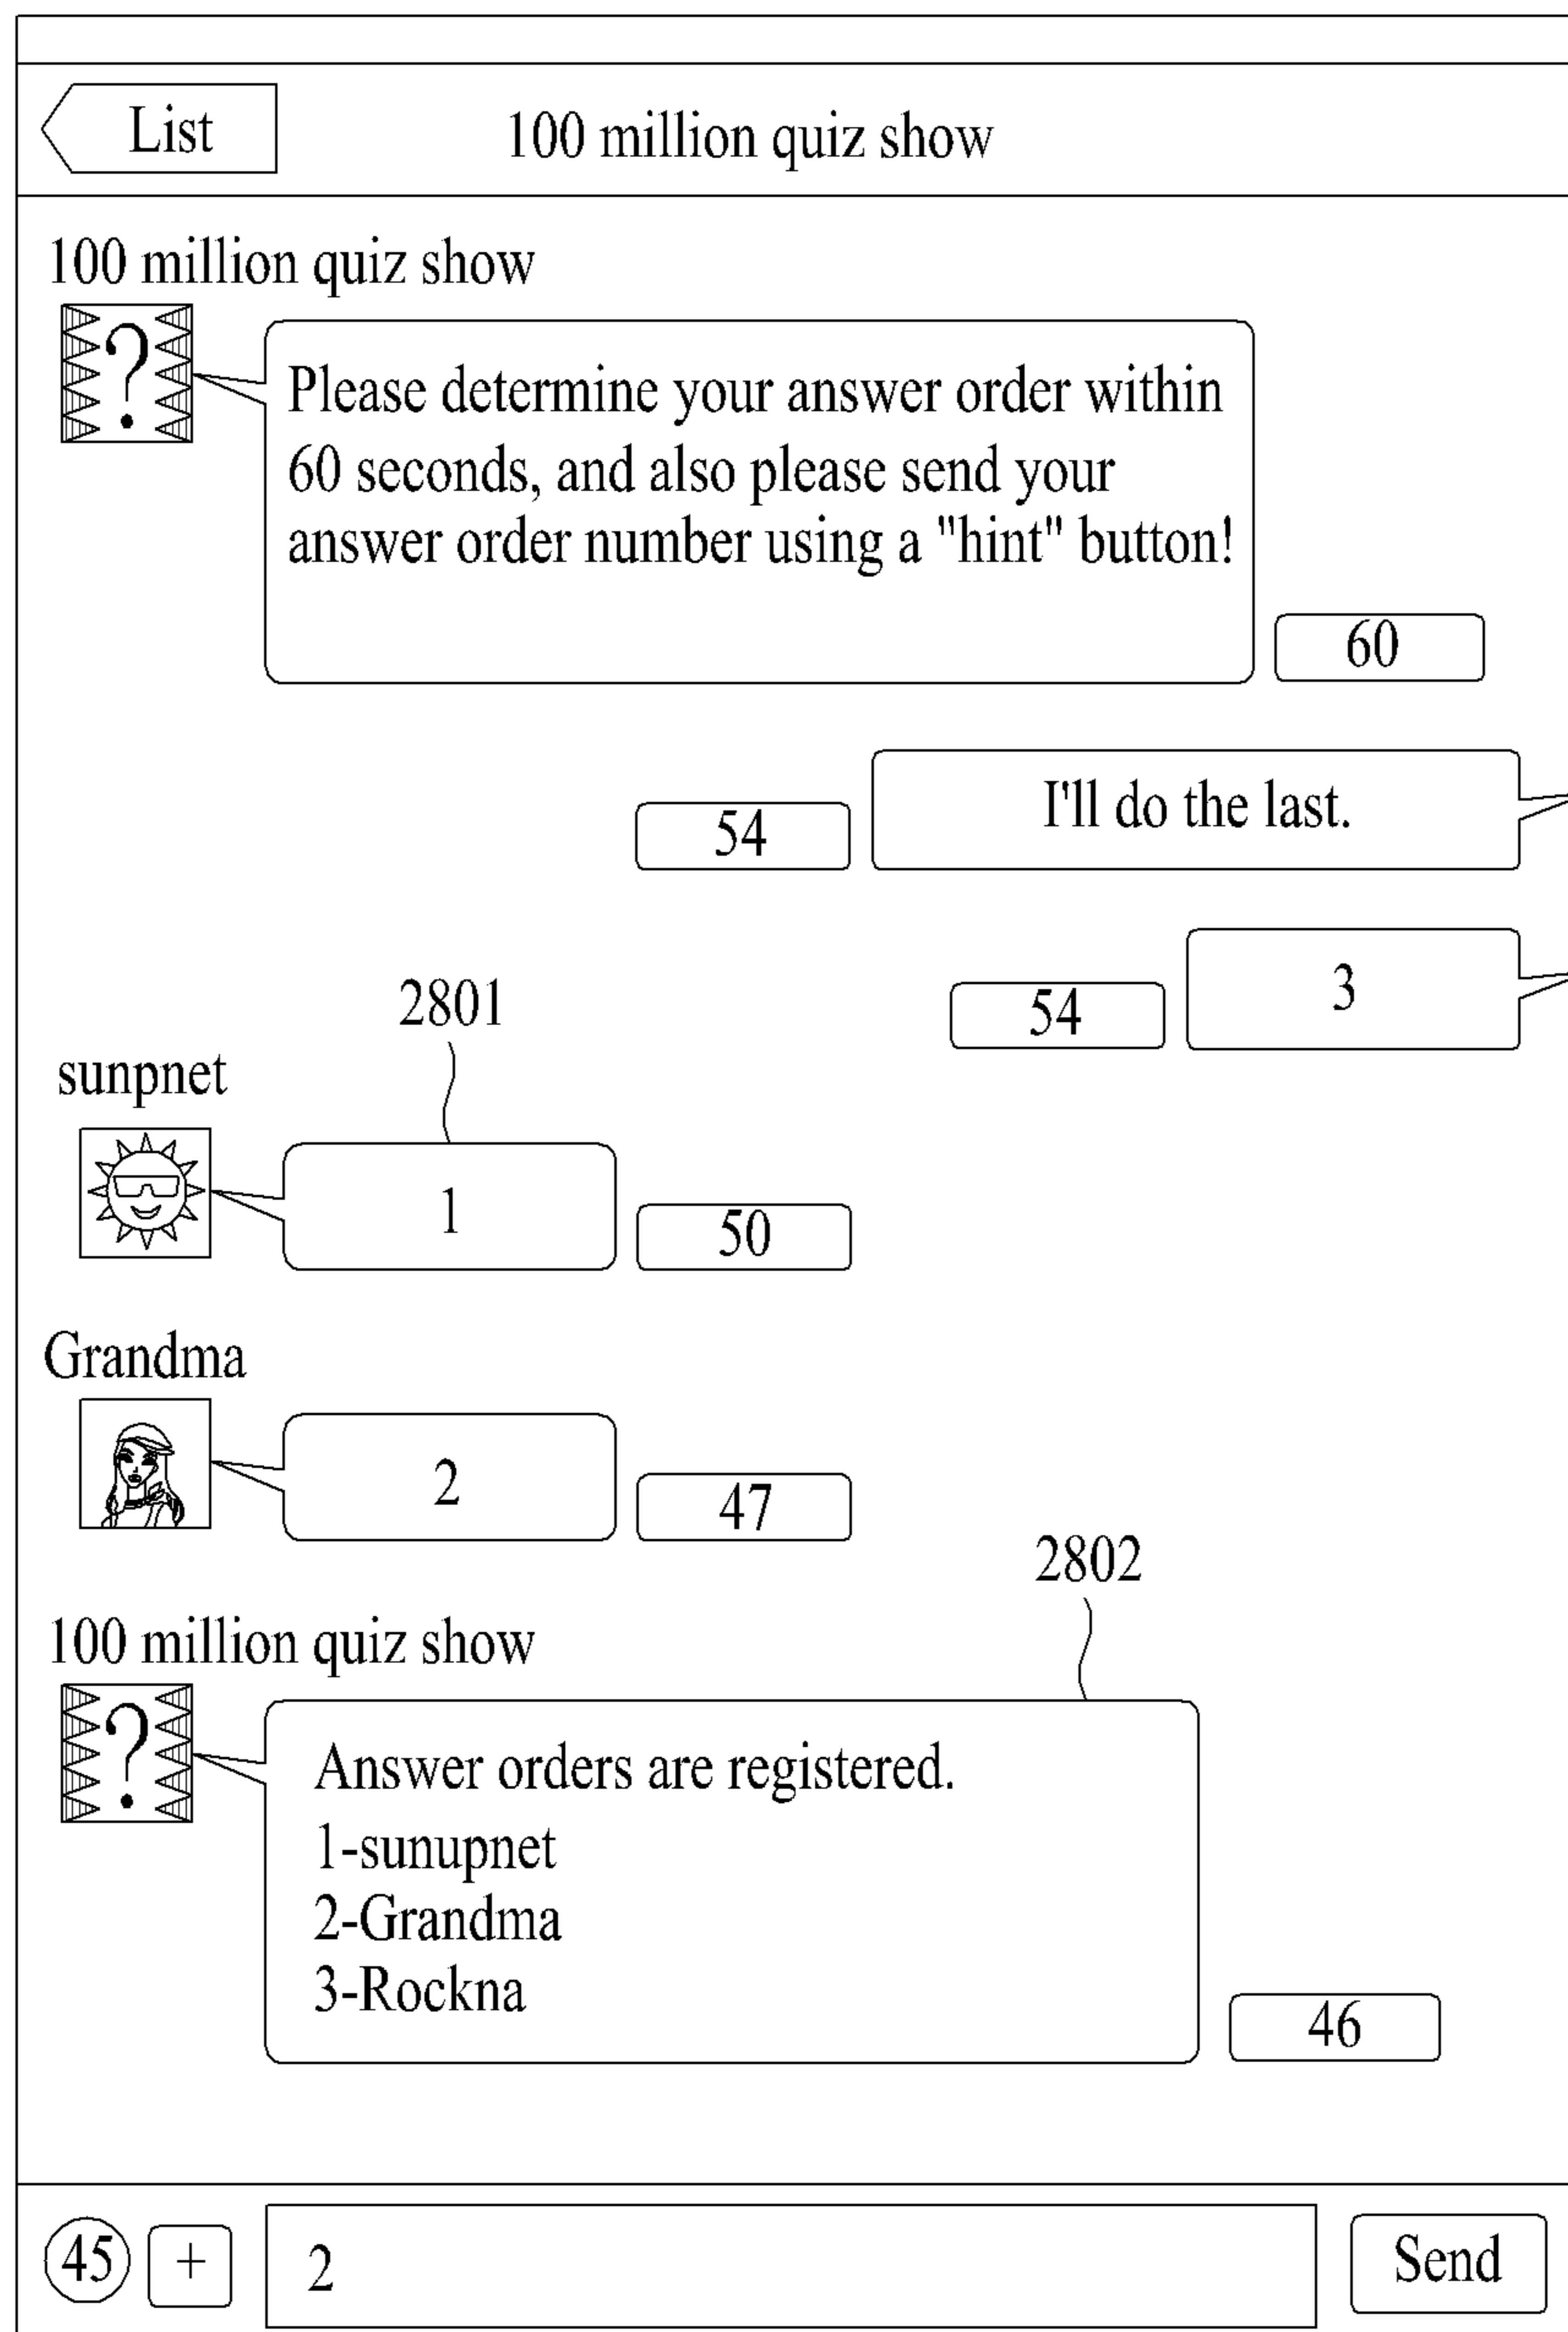 List
100 million quiz show
100 million quiz show
?
Please determine your answer order within
60 seconds, and also please send your
answer order number using a "hint" button!
60
I'll do the last.
54
3
54
2801
sunpnet
1
50
Grandma
2
47
2802
100 million quiz show
?
Answer orders are registered.
1-sunupnet
2-Grandma
3-Rockna
46
45
+
2
Send